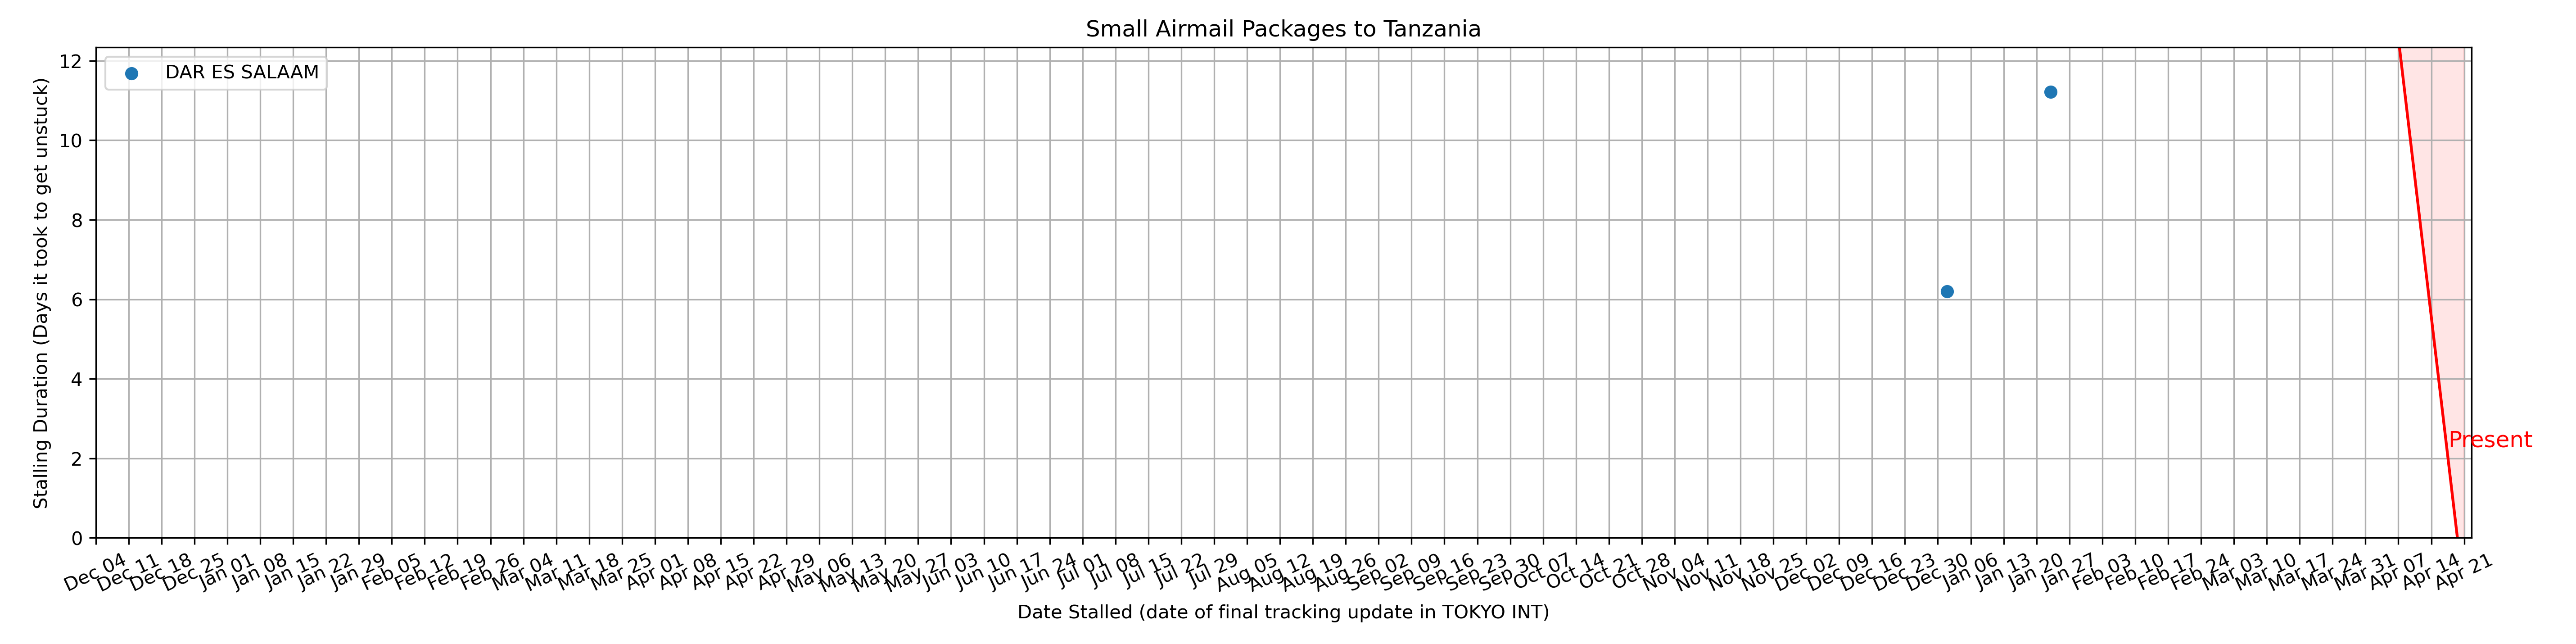 Small Airmail Packages to Tanzania
DAR ES SALAAM
Stalling Duration (Days it took to get unstuck)
12
10
8
6
4
2
0
Present
Dec 04
Dec 11
Dec 18
Dec 25
Jan 01
Jan 08
Jan 15
Jan 22
Jan 29
Feb 05
Feb 12
Feb 19
Feb 26
Mar 04
Mar 11
Mar 18
Mar 25
Apr 01
Apr 08
Apr 15
Apr 22
Apr 29
May 06
May 13
May 20
May 27
Jun 03
Jun 10
Jun 17
Jun 24
Jul 01
Jul 08
Jul 15
Jul 22
Jul 29
Aug 05
Aug 12
Aug 19
Aug 26
Sep 02
Sep 09
Sep 16
Sep 23
Sep 30
Oct 07
Oct 14
Oct 21
Oct 28
Nov 04
Nov 11
Nov 18
Nov 25
Dec 02
Dec 09
Dec 16
Dec 23
Dec 30
Jan 06
Jan 13
Jan 20
Jan 27
Feb 03
Feb 10
Feb 17
Feb 24
Mar 03
Mar 10
Mar 17
Mar 24
Mar 31
Apr 07
Apr 14
Apr 21
Date Stalled (date of final tracking update in TOKYO INT)